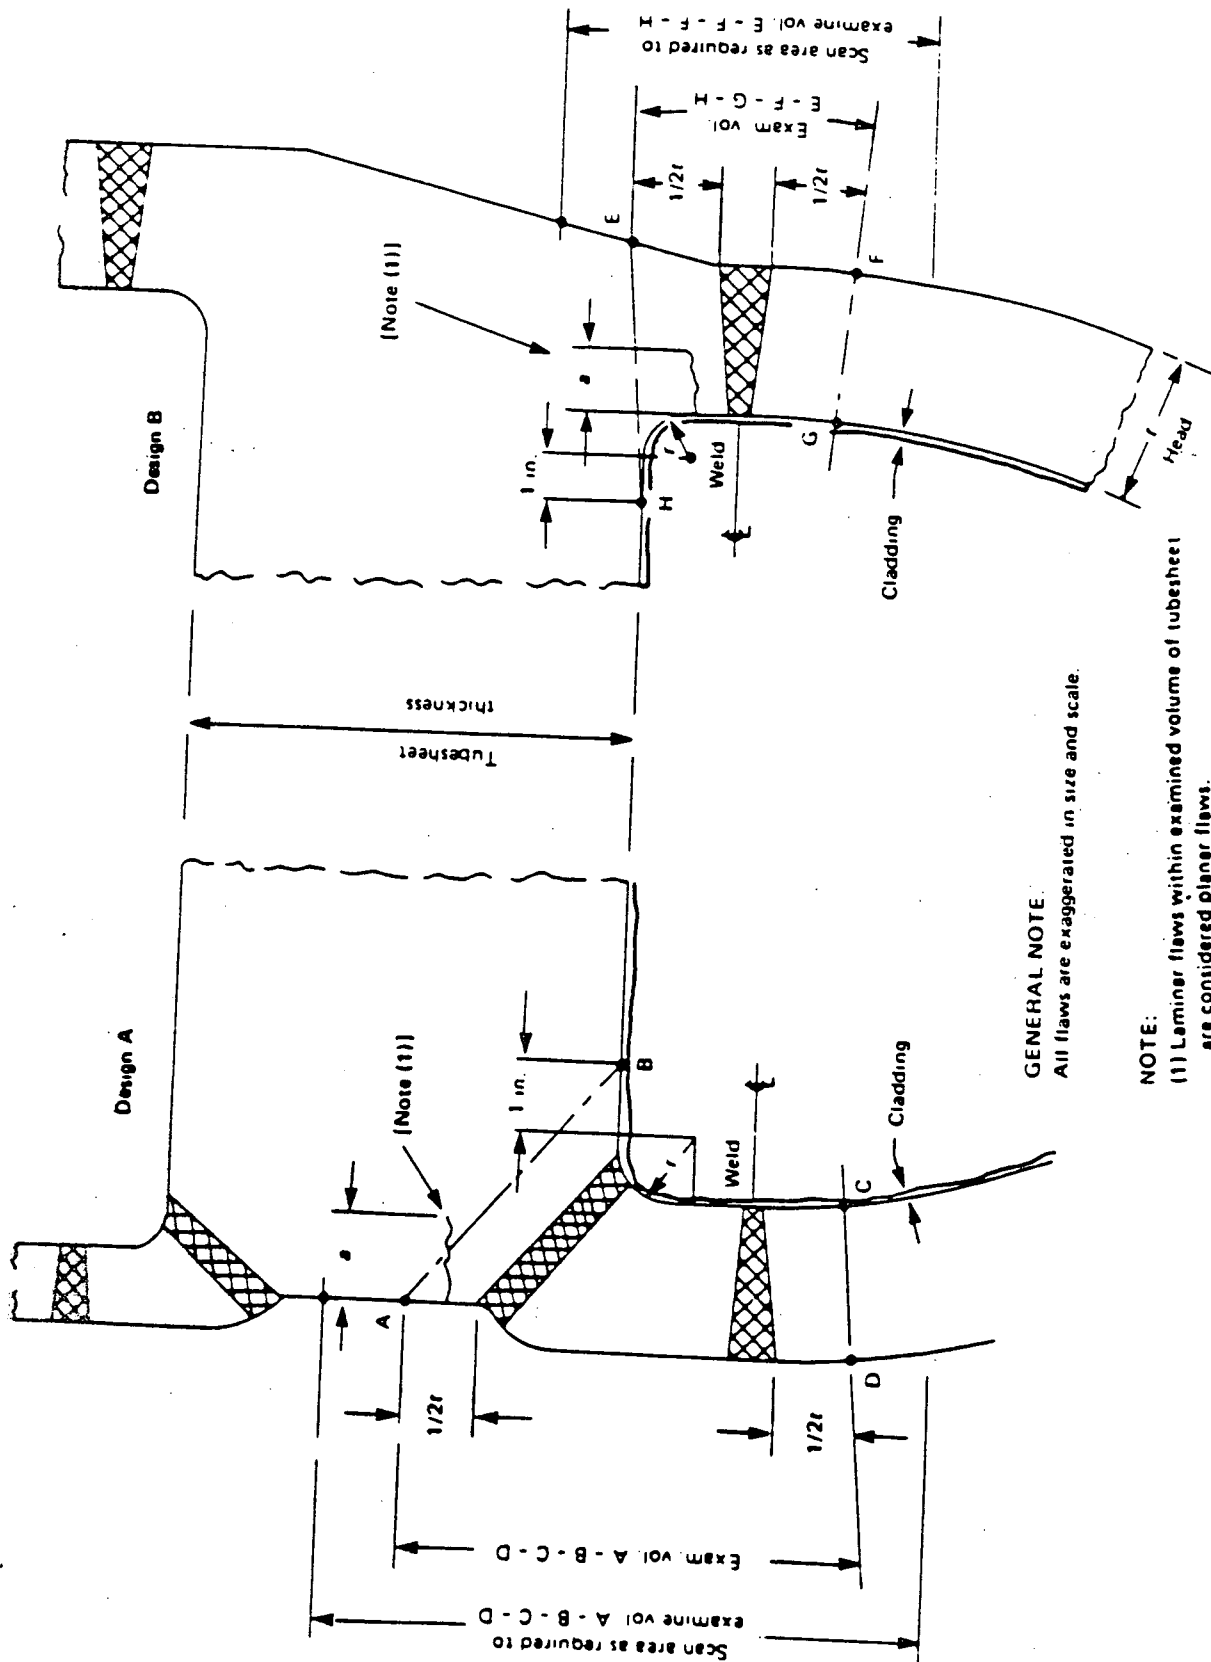 Design B
[Note (1)]
a
1 in.
r
H
E
Weld
℄
G
F
Cladding
t
Head
1/2t
1/2t
Exam. vol.
E - F - G - H
Scan area as required to
examine vol. E - F - F - H
Tubesheet
thickness
Design A
[Note (1)]
a
1 in.
B
r
A
Weld
℄
C
D
Cladding
1/2t
1/2t
Exam. vol. A - B - C - D
Scan area as required to
examine vol. A - B - C - D
GENERAL NOTE:
All flaws are exaggerated in size and scale.
NOTE:
(1) Laminar flaws within examined volume of tubesheet
are considered planar flaws.